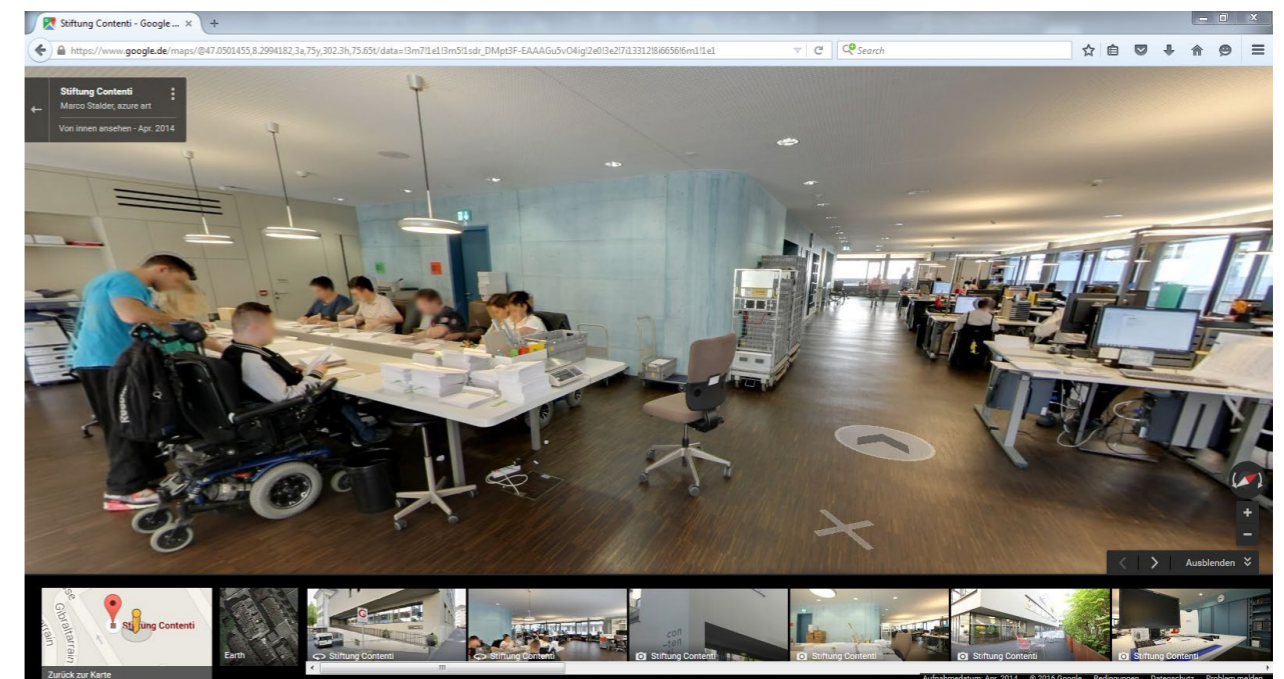 Stiftung Contenti - Google ... × +
https://www.google.de/maps/@47.0501455,8.2994182,3a,75y,302.3h,75.65t/data=!3m7!1e1!3m5!1sdr_DMpt3F-EAAAGu5vO4ig!2e0!3e2!7i13312!8i6656!6m1!1e1
Search
Stiftung Contenti
Marco Stalder, azure art
Von innen ansehen - Apr. 2014
Ausblenden
Gibraltarrain
Stiftung Contenti
Zurück zur Karte
Earth
Stiftung Contenti
Stiftung Contenti
con
sen
Stiftung Contenti
Stiftung Contenti
Stiftung Contenti
Stiftung Contenti
Aufnahmedatum: Apr. 2014 © 2016 Google Bedingungen Datenschutz Problem melden